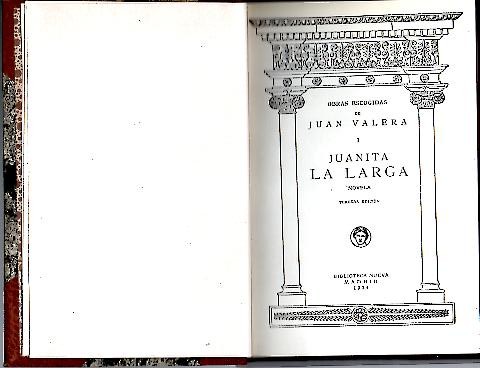 OBRAS ESCOGIDAS
DE
JUAN VALERA
I
JUANITA
LA LARGA
NOVELA
TERCERA EDICIÓN
BIBLIOTECA NUEVA
MADRID